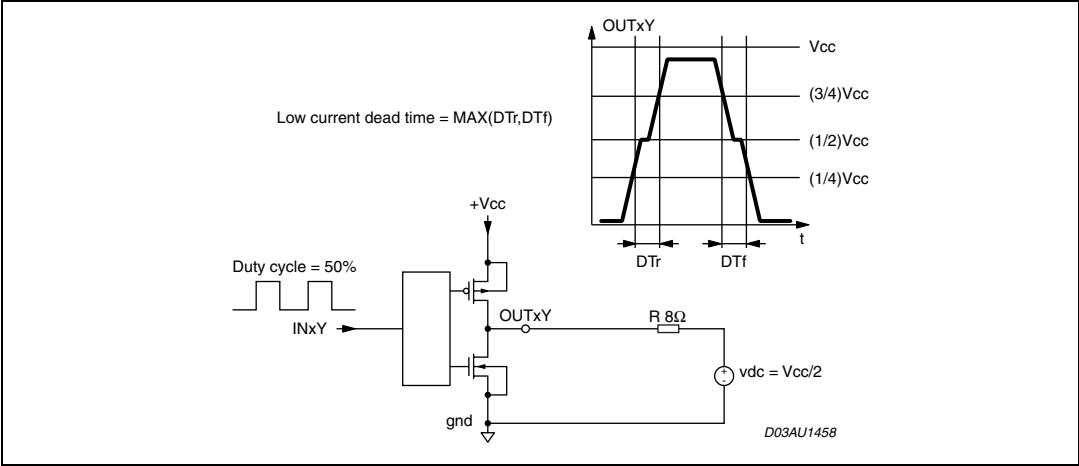 OUTxY
Vcc
(3/4)Vcc
Low current dead time = MAX(DTr,DTf)
(1/2)Vcc
(1/4)Vcc
+Vcc
t
DTr
DTf
Duty cycle = 50%
OUTxY
R 8Ω
INxY
+
-
vdc = Vcc/2
gnd
D03AU1458